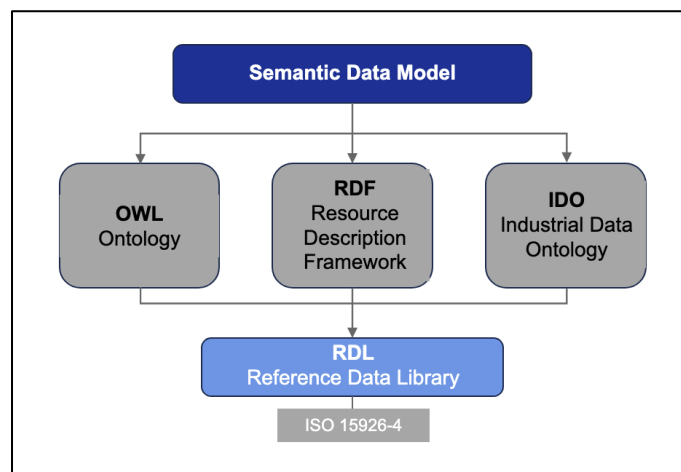 Semantic Data Model
OWL
Ontology
RDF
Resource
Description
Framework
IDO
Industrial Data
Ontology
RDL
Reference Data Library
ISO 15926-4